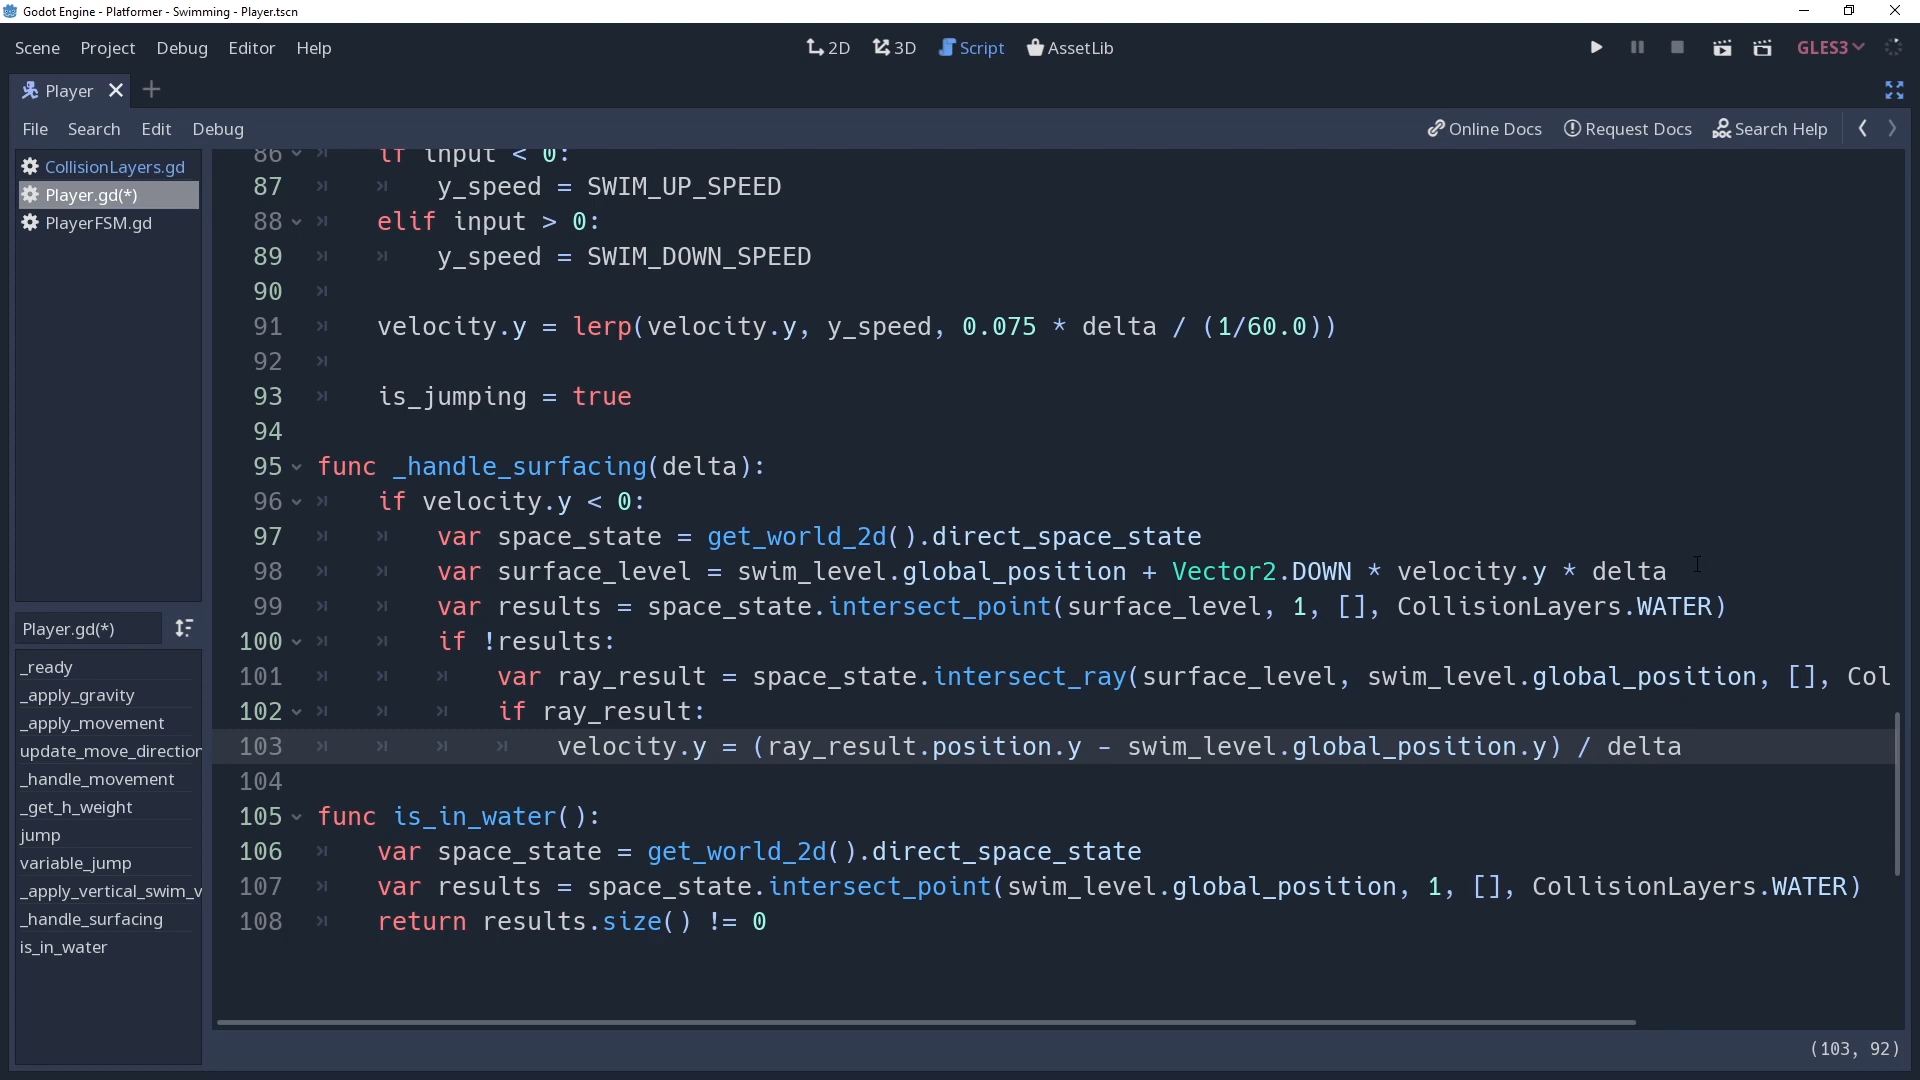 Godot Engine - Platformer - Swimming - Player.tscn
Scene Project Debug Editor Help 2D 3D Script AssetLib GLES3
Player
File Search Edit Debug Online Docs Request Docs Search Help
CollisionLayers.gd
Player.gd(*)
PlayerFSM.gd
Player.gd(*)
_ready
_apply_gravity
_apply_movement
update_move_direction
_handle_movement
_get_h_weight
jump
variable_jump
_apply_vertical_swim_v
_handle_surfacing
is_in_water
86 if input < 0:
87 y_speed = SWIM_UP_SPEED
88 elif input > 0:
89 y_speed = SWIM_DOWN_SPEED
90
91 velocity.y = lerp(velocity.y, y_speed, 0.075 * delta / (1/60.0))
92
93 is_jumping = true
94
95 func _handle_surfacing(delta):
96 if velocity.y < 0:
97 var space_state = get_world_2d().direct_space_state
98 var surface_level = swim_level.global_position + Vector2.DOWN * velocity.y * delta
99 var results = space_state.intersect_point(surface_level, 1, [], CollisionLayers.WATER)
100 if !results:
101 var ray_result = space_state.intersect_ray(surface_level, swim_level.global_position, [], Col
102 if ray_result:
103 velocity.y = (ray_result.position.y - swim_level.global_position.y) / delta
104
105 func is_in_water():
106 var space_state = get_world_2d().direct_space_state
107 var results = space_state.intersect_point(swim_level.global_position, 1, [], CollisionLayers.WATER)
108 return results.size() != 0
(103, 92)